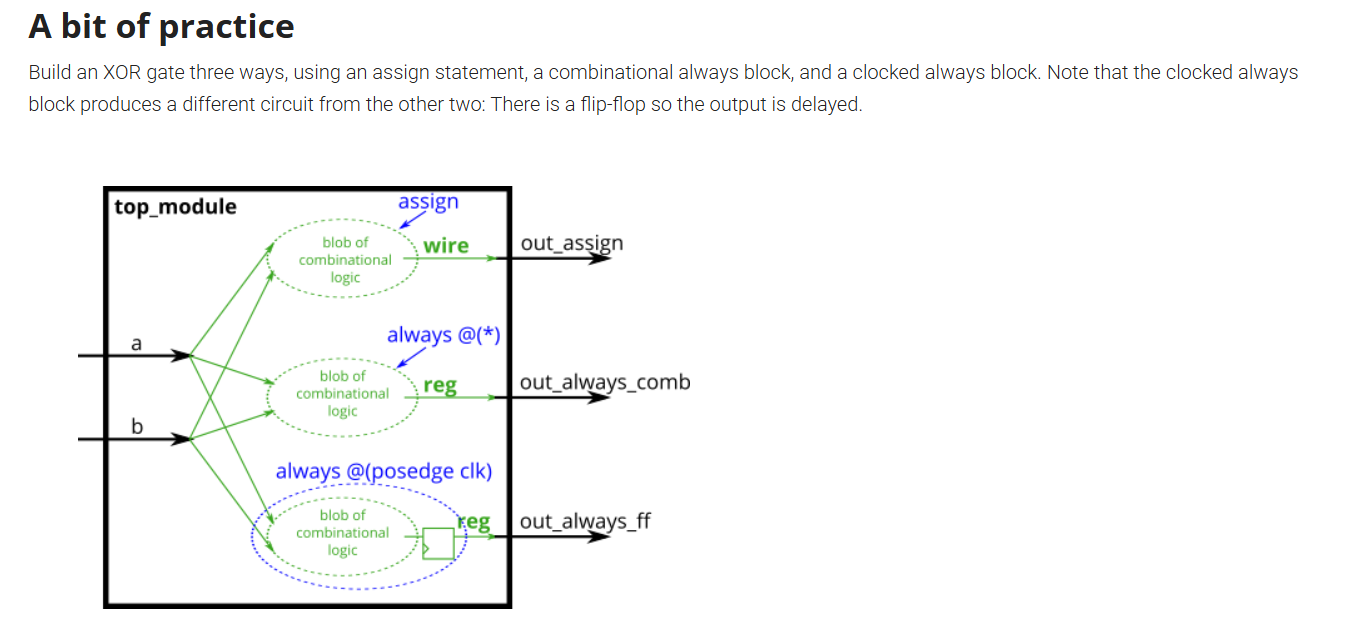 A bit of practice
Build an XOR gate three ways, using an assign statement, a combinational always block, and a clocked always block. Note that the clocked always
block produces a different circuit from the other two: There is a flip-flop so the output is delayed.
top_module
assign
blob of
combinational
logic
wire
out_assign
a
always @(*)
blob of
combinational
logic
reg
out_always_comb
b
always @(posedge clk)
blob of
combinational
logic
reg
out_always_ff